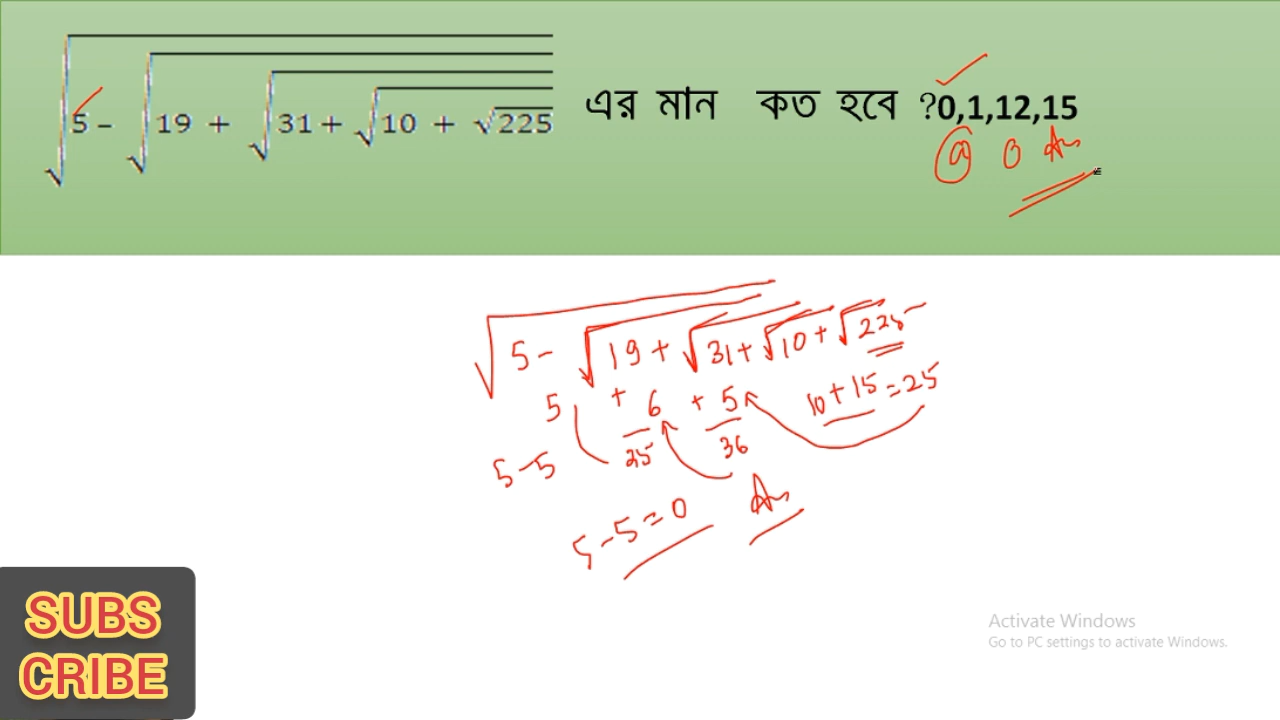 √5 – √19 + √31 + √10 + √225 এর মান কত হবে ?0,1,12,15
a 0 Ans
√5 - √19 + √31 + √10 + √225
5 + 6 + 5 10 + 15 = 25
5 - 5 25 36
5 - 5 = 0 Ans
SUBS
CRIBE
Activate Windows
Go to PC settings to activate Windows.